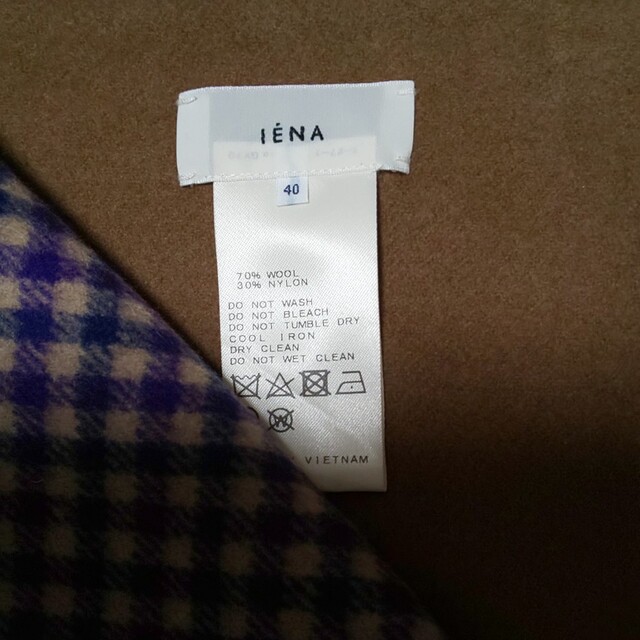 IÉNA
40
70% WOOL
30% NYLON
DO NOT WASH
DO NOT BLEACH
DO NOT TUMBLE DRY
COOL IRON
DRY CLEAN
DO NOT WET CLEAN
VIETNAM